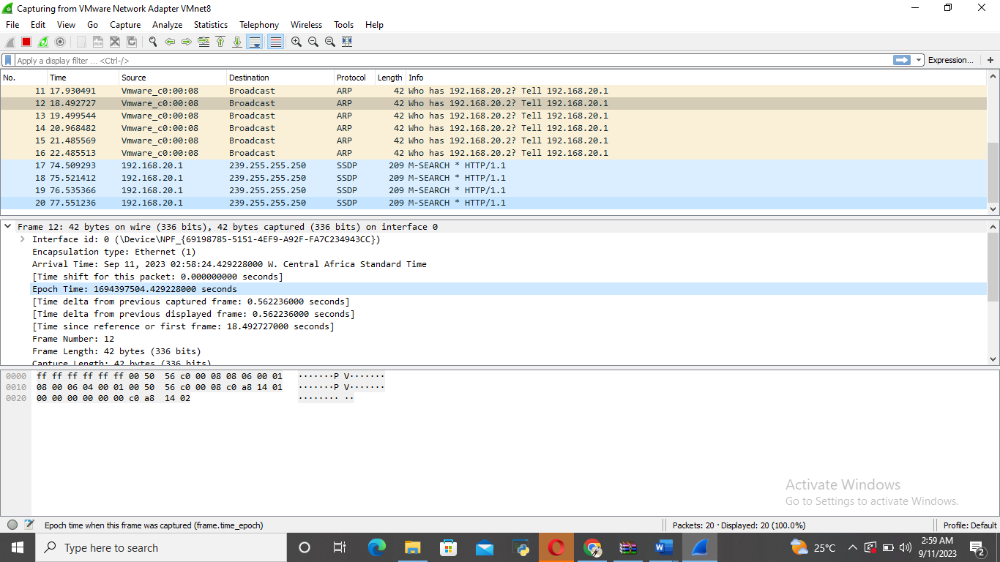 Capturing from VMware Network Adapter VMnet8
File Edit View Go Capture Analyze Statistics Telephony Wireless Tools Help
Apply a display filter ... <Ctrl-/> Expression... +
No. Time Source Destination Protocol Length Info
11 17.930491 Vmware_c0:00:08 Broadcast ARP 42 Who has 192.168.20.2? Tell 192.168.20.1
12 18.492727 Vmware_c0:00:08 Broadcast ARP 42 Who has 192.168.20.2? Tell 192.168.20.1
13 19.499544 Vmware_c0:00:08 Broadcast ARP 42 Who has 192.168.20.2? Tell 192.168.20.1
14 20.968482 Vmware_c0:00:08 Broadcast ARP 42 Who has 192.168.20.2? Tell 192.168.20.1
15 21.485569 Vmware_c0:00:08 Broadcast ARP 42 Who has 192.168.20.2? Tell 192.168.20.1
16 22.485513 Vmware_c0:00:08 Broadcast ARP 42 Who has 192.168.20.2? Tell 192.168.20.1
17 74.509293 192.168.20.1 239.255.255.250 SSDP 209 M-SEARCH * HTTP/1.1
18 75.521412 192.168.20.1 239.255.255.250 SSDP 209 M-SEARCH * HTTP/1.1
19 76.535366 192.168.20.1 239.255.255.250 SSDP 209 M-SEARCH * HTTP/1.1
20 77.551236 192.168.20.1 239.255.255.250 SSDP 209 M-SEARCH * HTTP/1.1
Frame 12: 42 bytes on wire (336 bits), 42 bytes captured (336 bits) on interface 0
Interface id: 0 (\Device\NPF_{69198785-5151-4EF9-A92F-FA7C234943CC})
Encapsulation type: Ethernet (1)
Arrival Time: Sep 11, 2023 02:58:24.429228000 W. Central Africa Standard Time
[Time shift for this packet: 0.000000000 seconds]
Epoch Time: 1694397504.429228000 seconds
[Time delta from previous captured frame: 0.562236000 seconds]
[Time delta from previous displayed frame: 0.562236000 seconds]
[Time since reference or first frame: 18.492727000 seconds]
Frame Number: 12
Frame Length: 42 bytes (336 bits)
Capture Length: 42 bytes (336 bits)
0000 ff ff ff ff ff ff 00 50 56 c0 00 08 08 06 00 01 ·······P V·······
0010 08 00 06 04 00 01 00 50 56 c0 00 08 c0 a8 14 01 ·······P V·······
0020 00 00 00 00 00 00 c0 a8 14 02 ········ ··
Activate Windows
Go to Settings to activate Windows.
Epoch time when this frame was captured (frame.time_epoch) Packets: 20 · Displayed: 20 (100.0%) Profile: Default
Type here to search 25°C 2:59 AM
9/11/2023 2